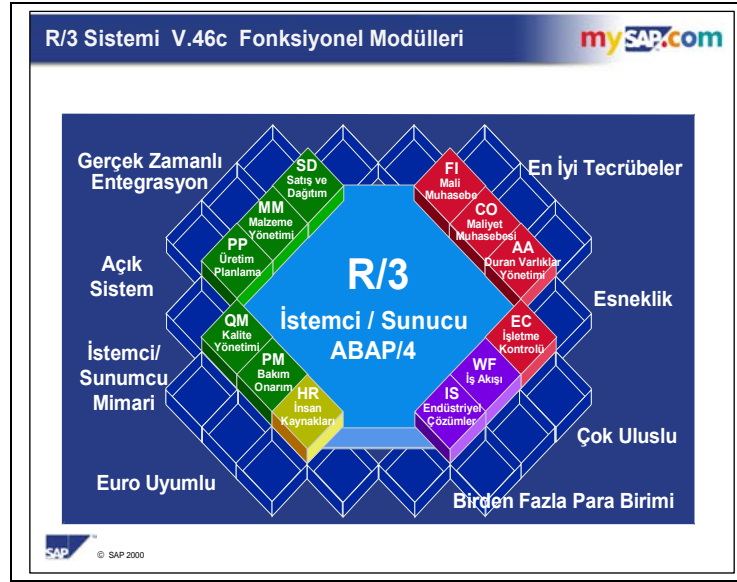 R/3 Sistemi V.46c Fonksiyonel Modülleri
mySAP.com
Gerçek Zamanlı
Entegrasyon
Açık
Sistem
İstemci/
Sunumcu
Mimari
Euro Uyumlu
SD
Satış ve
Dağıtım
MM
Malzeme
Yönetimi
PP
Üretim
Planlama
QM
Kalite
Yönetimi
PM
Bakım
Onarım
HR
İnsan
Kaynakları
R/3
İstemci / Sunucu
ABAP/4
FI
Mali
Muhasebe
CO
Maliyet
Muhasebesi
AA
Duran Varlıklar
Yönetimi
EC
İşletme
Kontrolü
WF
İş Akışı
IS
Endüstriyel
Çözümler
En İyi Tecrübeler
Esneklik
Çok Uluslu
Birden Fazla Para Birimi
SAP
™
© SAP 2000